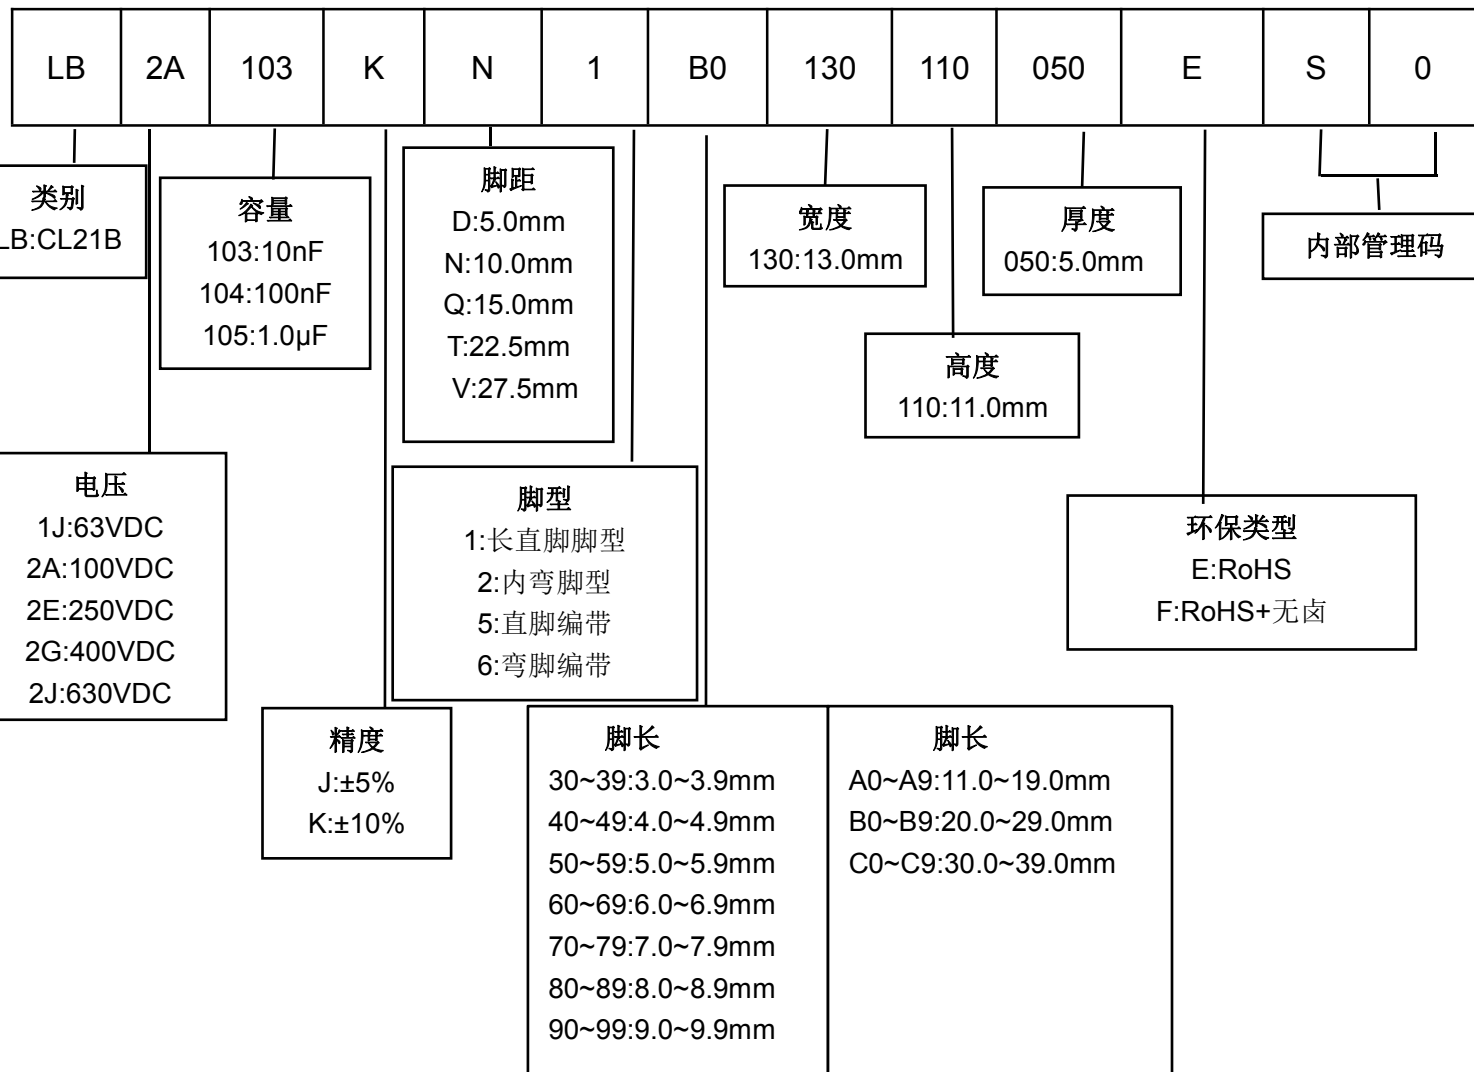 LB 2A 103 K N 1 B0 130 110 050 E S 0
类别
LB:CL21B
容量
103:10nF
104:100nF
105:1.0μF
脚距
D:5.0mm
N:10.0mm
Q:15.0mm
T:22.5mm
V:27.5mm
宽度
130:13.0mm
厚度
050:5.0mm
内部管理码
高度
110:11.0mm
电压
1J:63VDC
2A:100VDC
2E:250VDC
2G:400VDC
2J:630VDC
脚型
1:长直脚脚型
2:内弯脚型
5:直脚编带
6:弯脚编带
环保类型
E:RoHS
F:RoHS+无卤
精度
J:±5%
K:±10%
脚长
30~39:3.0~3.9mm
40~49:4.0~4.9mm
50~59:5.0~5.9mm
60~69:6.0~6.9mm
70~79:7.0~7.9mm
80~89:8.0~8.9mm
90~99:9.0~9.9mm
脚长
A0~A9:11.0~19.0mm
B0~B9:20.0~29.0mm
C0~C9:30.0~39.0mm